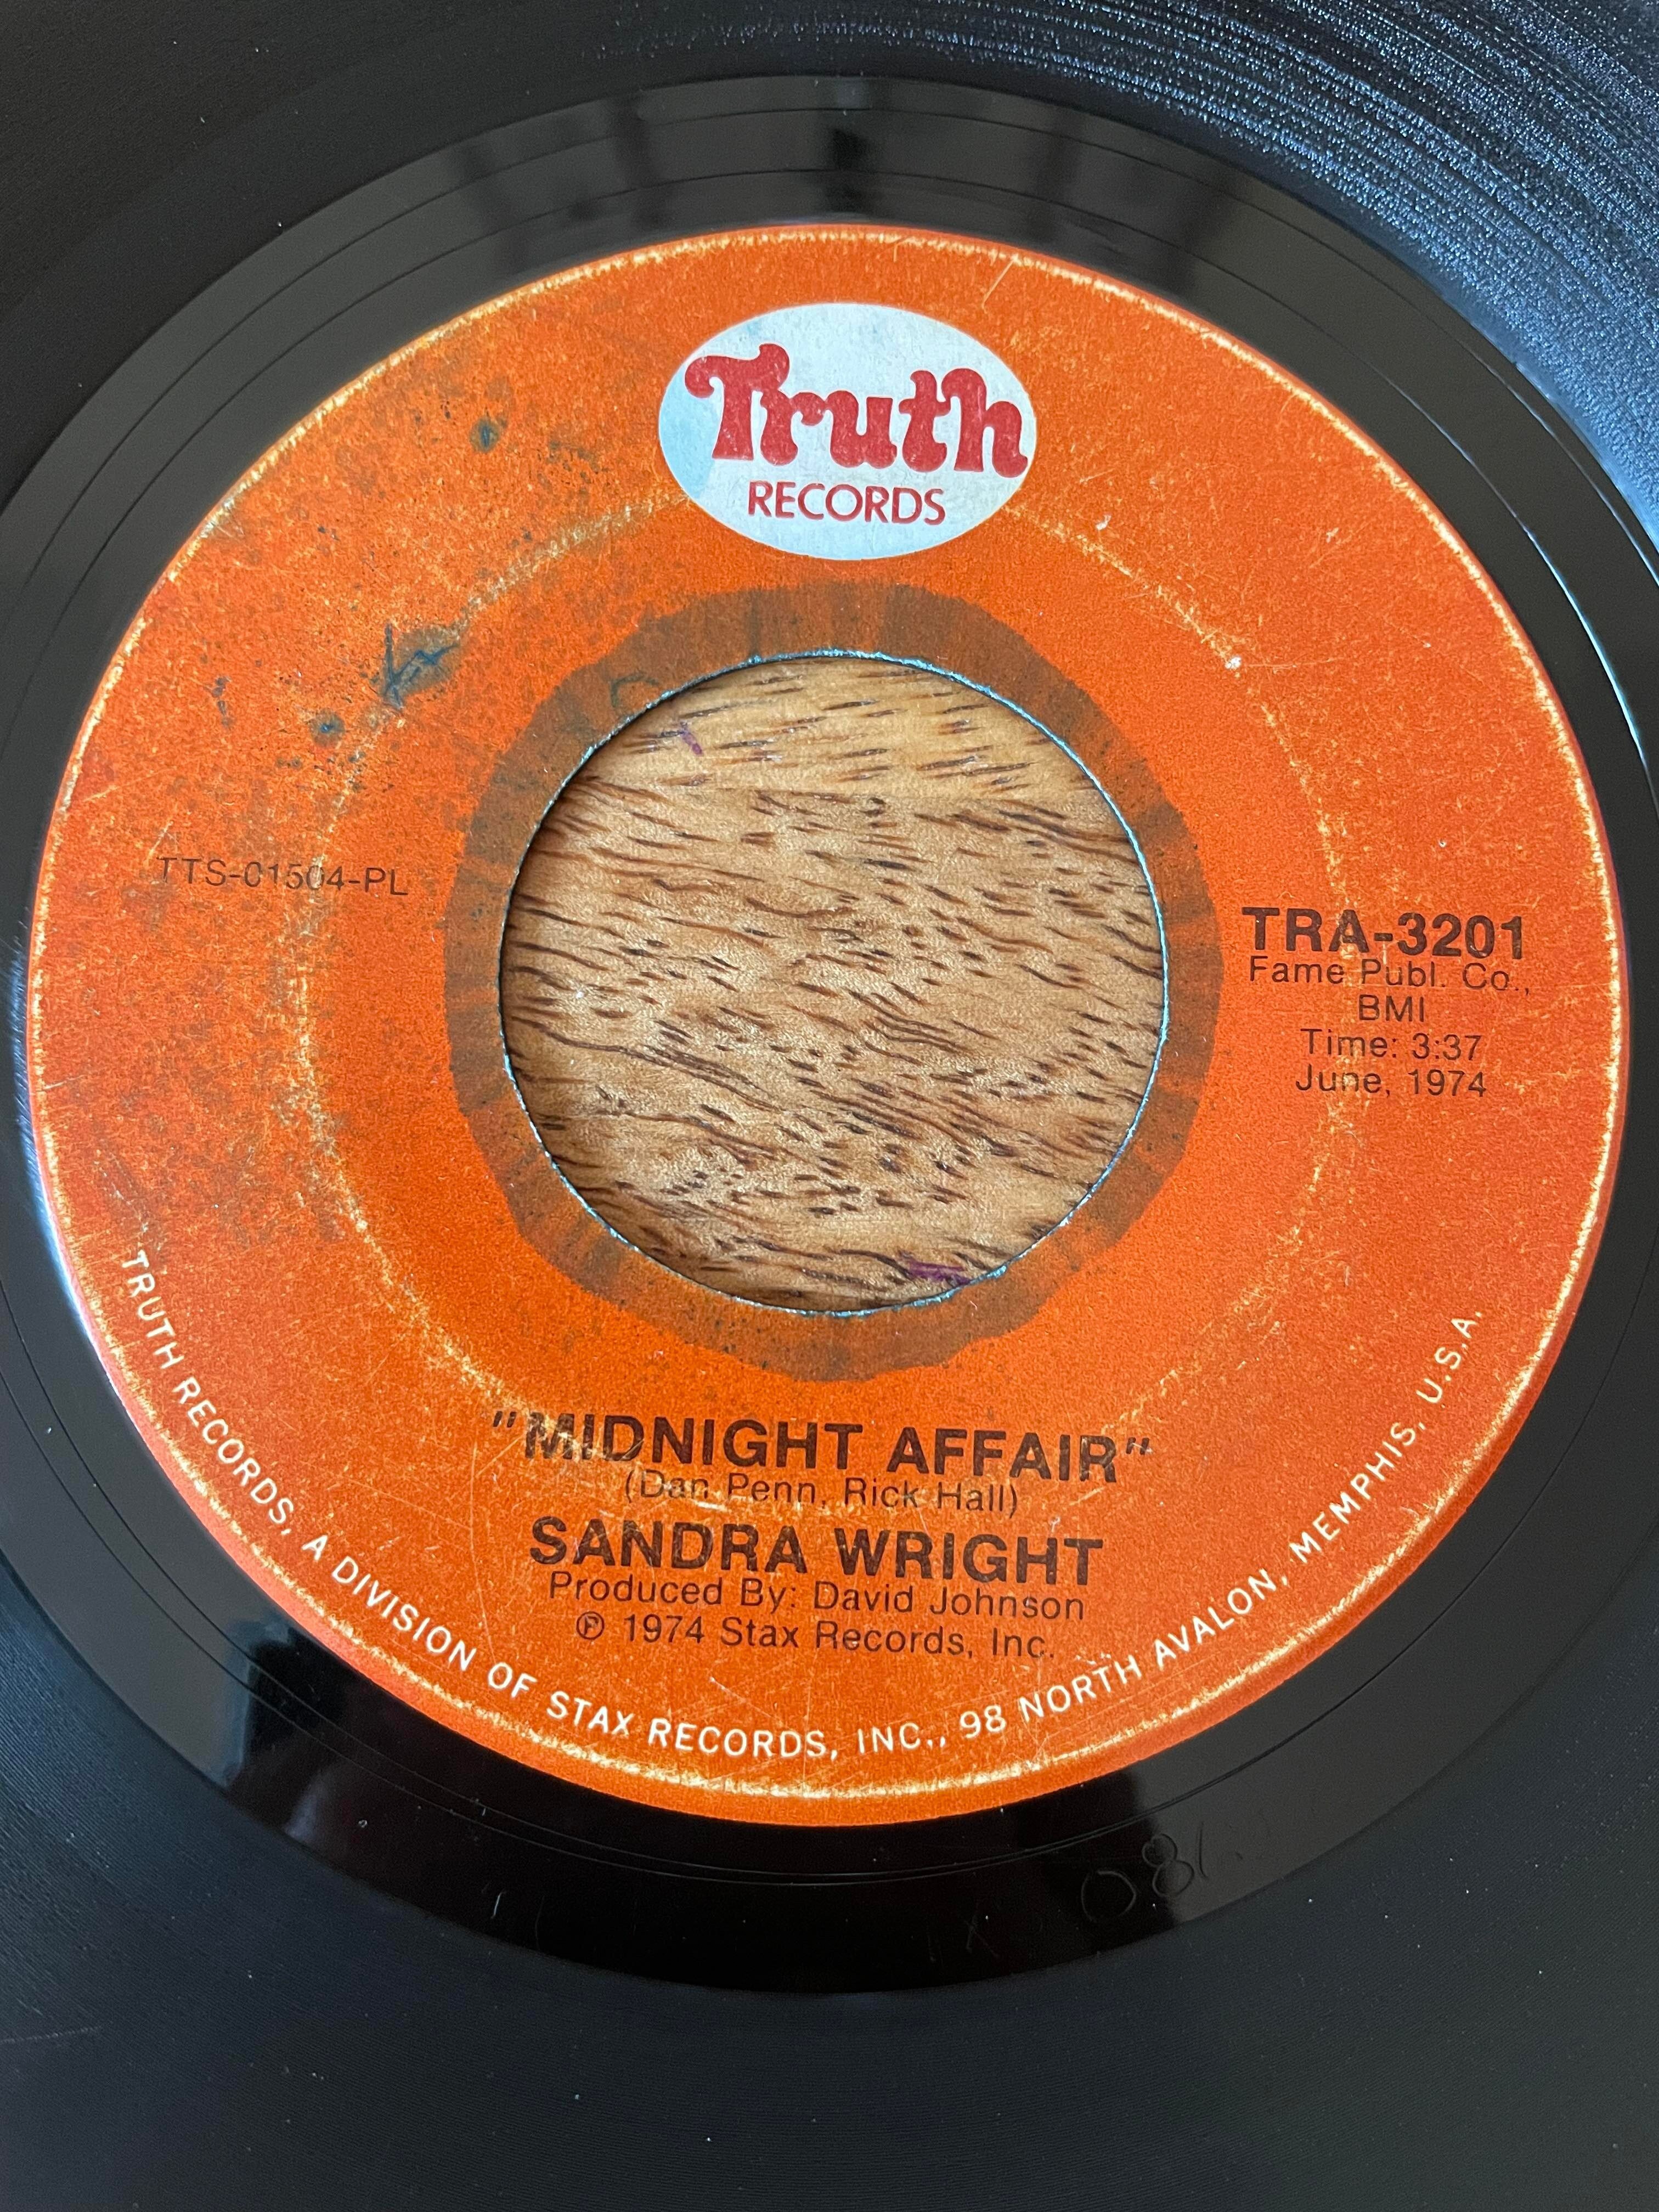 Truth
RECORDS
TTS-01504-PL
TRA-3201
Fame Publ. Co.,
BMI
Time: 3:37
June, 1974
"MIDNIGHT AFFAIR"
(Dan Penn, Rick Hall)
SANDRA WRIGHT
Produced By: David Johnson
℗ 1974 Stax Records, Inc.
TRUTH RECORDS, A DIVISION OF STAX RECORDS, INC., 98 NORTH AVALON, MEMPHIS, U.S.A.